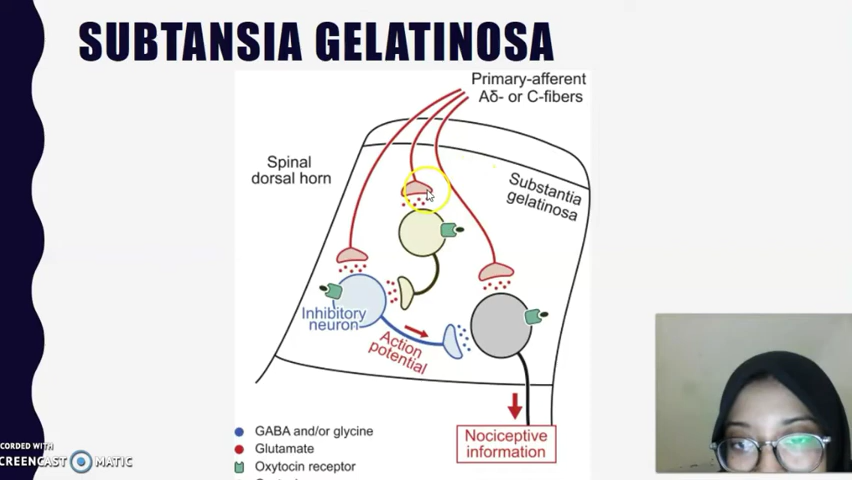 SUBTANSIA GELATINOSA
Primary-afferent
Aδ- or C-fibers
Spinal
dorsal horn
Substantia
gelatinosa
Inhibitory
neuron
Action
potential
Nociceptive
information
GABA and/or glycine
Glutamate
Oxytocin receptor
CORDED WITH
CREENCAST MATIC